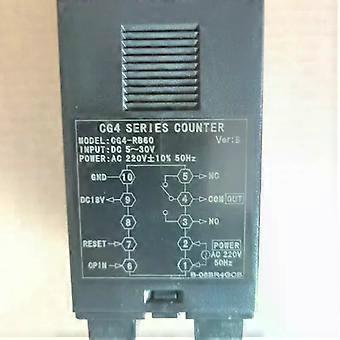 CG4 SERIES COUNTER
MODEL:CG4-RB60 Ver:B
INPUT:DC 5~30V
POWER:AC 220V±10% 50Hz
GND 10 5 NC
DC18V 9 4 COM OUT
8 3 NO
RESET 7 2 POWER
AC 220V
CPIN 6 1 50Hz